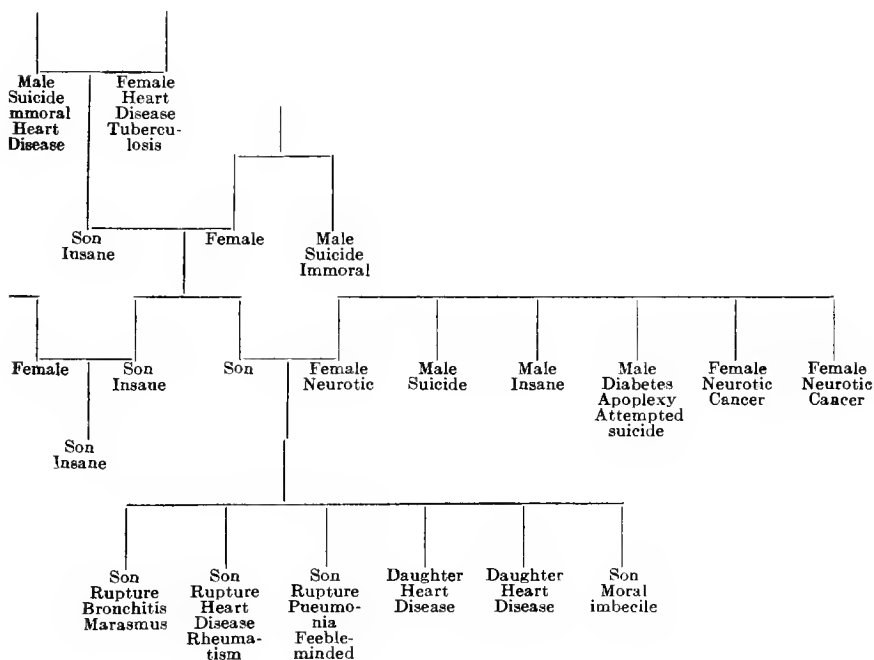 Male
Suicide
mmoral
Heart
Disease
Female
Heart
Disease
Tubercu-
losis
Son
Iusane
Female
Male
Suicide
Immoral
Female
Son
Insaue
Son
Female
Neurotic
Male
Suicide
Male
Insane
Male
Diabetes
Apoplexy
Attempted
suicide
Female
Neurotic
Cancer
Female
Neurotic
Cancer
Son
Insane
Son
Rupture
Bronchitis
Marasmus
Son
Rupture
Heart
Disease
Rheuma-
tism
Son
Rupture
Pueumo-
nia
Feeble-
minded
Daughter
Heart
Disease
Daughter
Heart
Disease
Son
Moral
imbecile